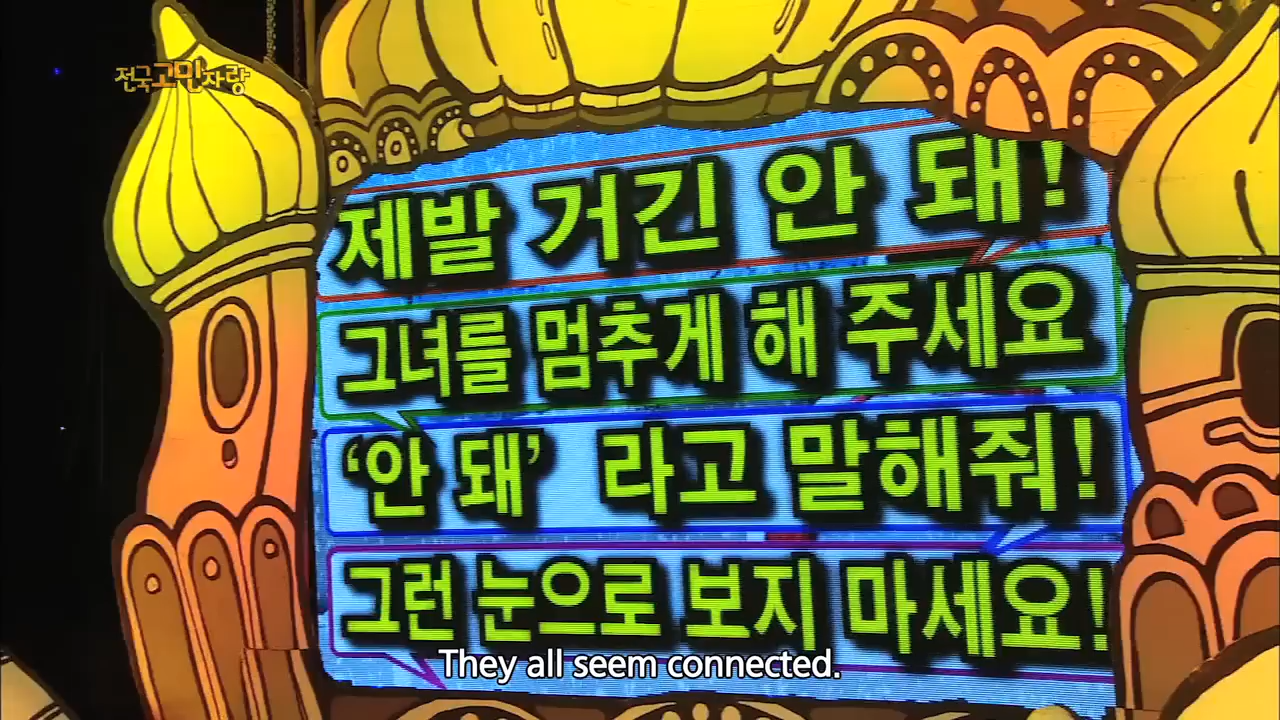 전국고민자랑
제발 거긴 안 돼!
그녀를 멈추게 해 주세요
‘안 돼’ 라고 말해줘!
그런 눈으로 보지 마세요!
They all seem connected.